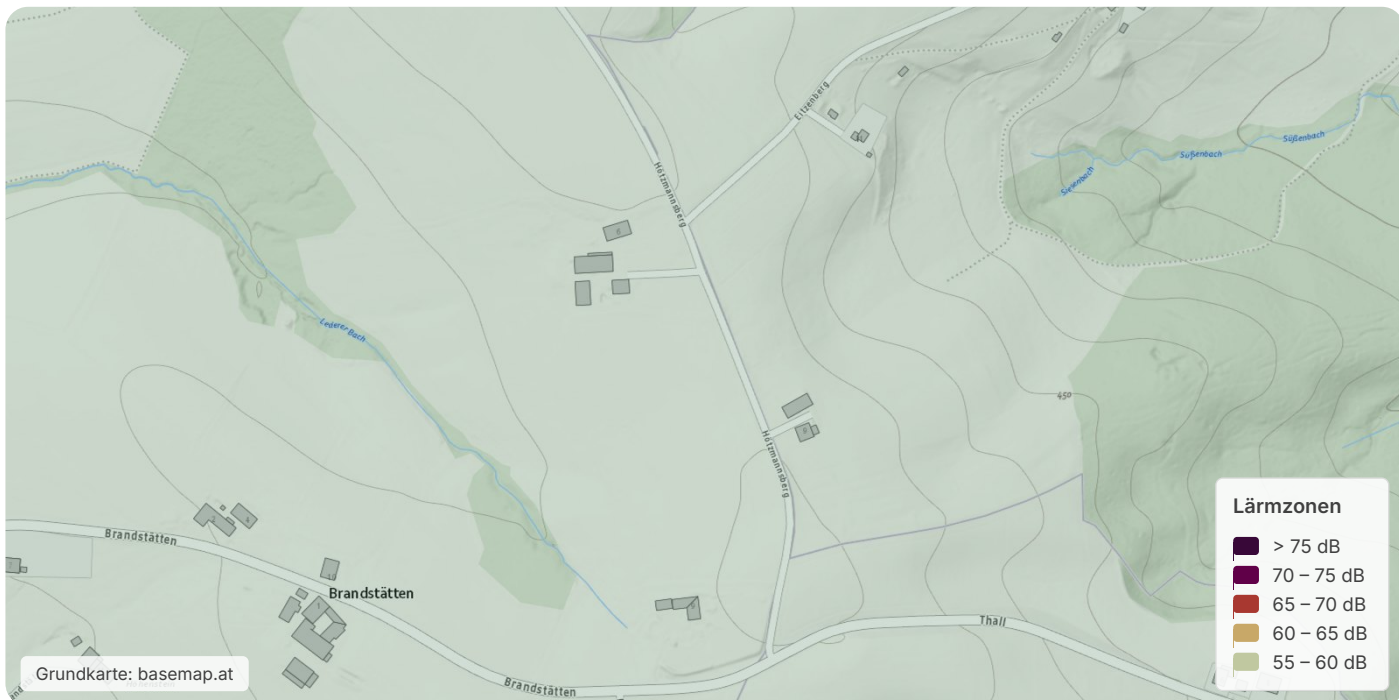 Eitzenberg
Süßenbach
Süßenbach
Süßenbach
Hötzmannsberg
Lederer Bach
450
Hötzmannsberg
Lärmzonen
> 75 dB
70 – 75 dB
65 – 70 dB
60 – 65 dB
55 – 60 dB
Brandstätten
Brandstätten
Thall
Grundkarte: basemap.at
Brandstätten